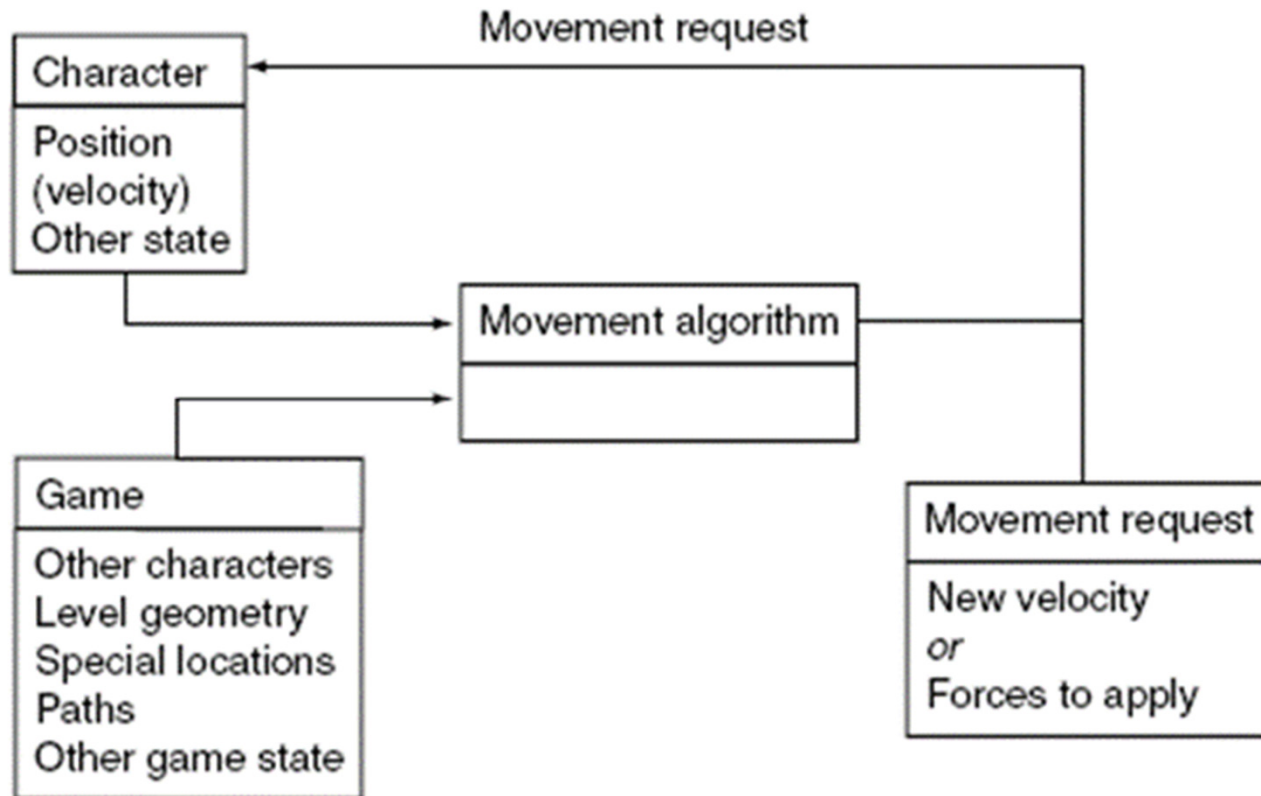 Movement request
Character
Position
(velocity)
Other state
Movement algorithm
Game
Other characters
Level geometry
Special locations
Paths
Other game state
Movement request
New velocity
or
Forces to apply